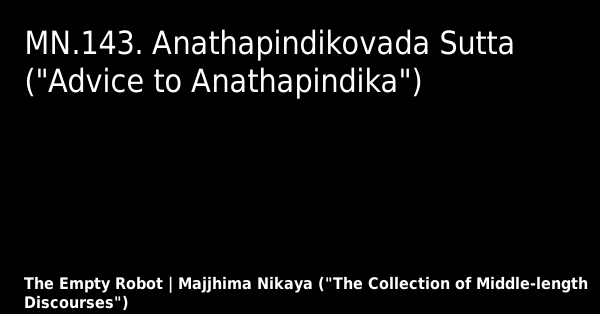 MN.143. Anathapindikovada Sutta
("Advice to Anathapindika")
The Empty Robot | Majjhima Nikaya ("The Collection of Middle-length
Discourses")